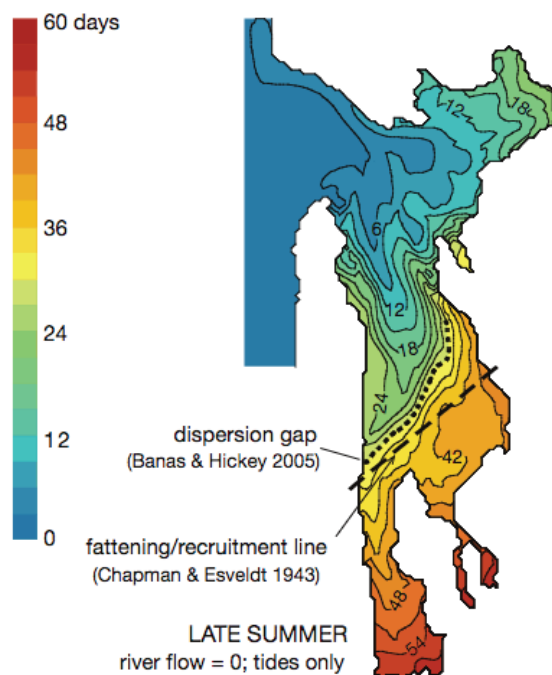 60 days
48
36
24
12
0
12
18
6
12
18
24
42
48
54
dispersion gap
(Banas & Hickey 2005)
fattening/recruitment line
(Chapman & Esveldt 1943)
LATE SUMMER
river flow = 0; tides only